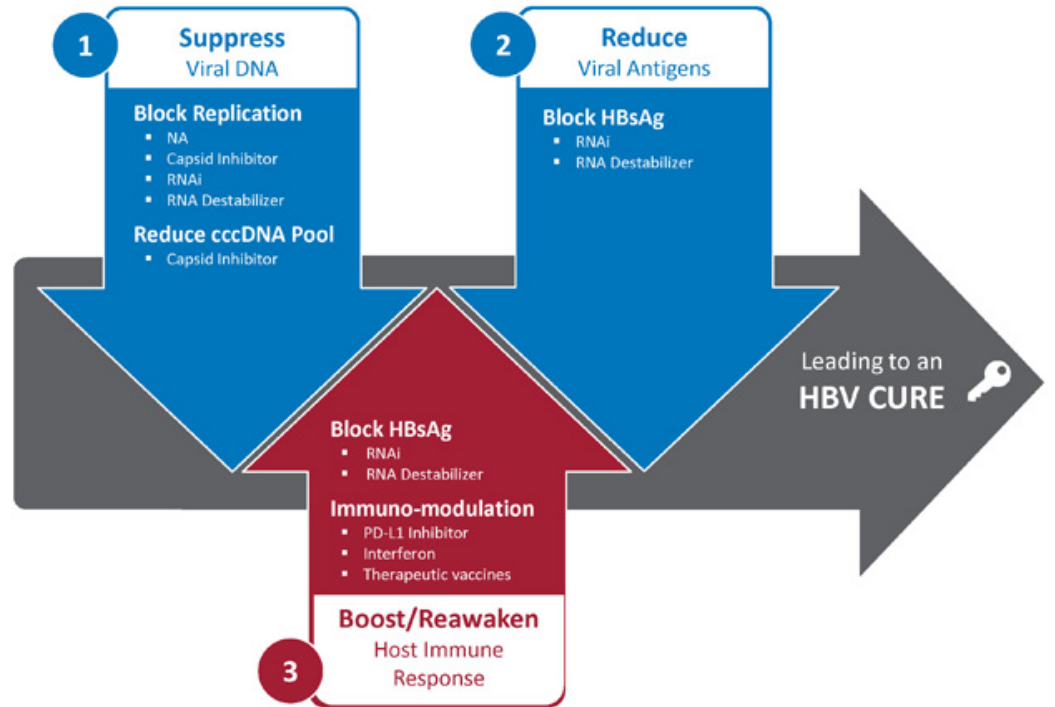 1
Suppress
Viral DNA
Block Replication
▪ NA
▪ Capsid Inhibitor
▪ RNAi
▪ RNA Destabilizer
Reduce cccDNA Pool
▪ Capsid Inhibitor
2
Reduce
Viral Antigens
Block HBsAg
▪ RNAi
▪ RNA Destabilizer
Block HBsAg
▪ RNAi
▪ RNA Destabilizer
Immuno-modulation
▪ PD-L1 Inhibitor
▪ Interferon
▪ Therapeutic vaccines
3
Boost/Reawaken
Host Immune
Response
Leading to an
HBV CURE